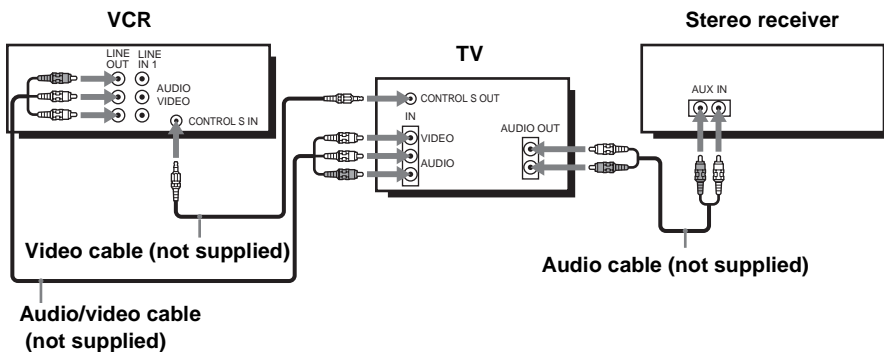 VCR
TV
Stereo receiver
LINE OUT
LINE IN 1
AUDIO
VIDEO
CONTROL S IN
CONTROL S OUT
IN
VIDEO
AUDIO
AUDIO OUT
AUX IN
Video cable (not supplied)
Audio cable (not supplied)
Audio/video cable
(not supplied)